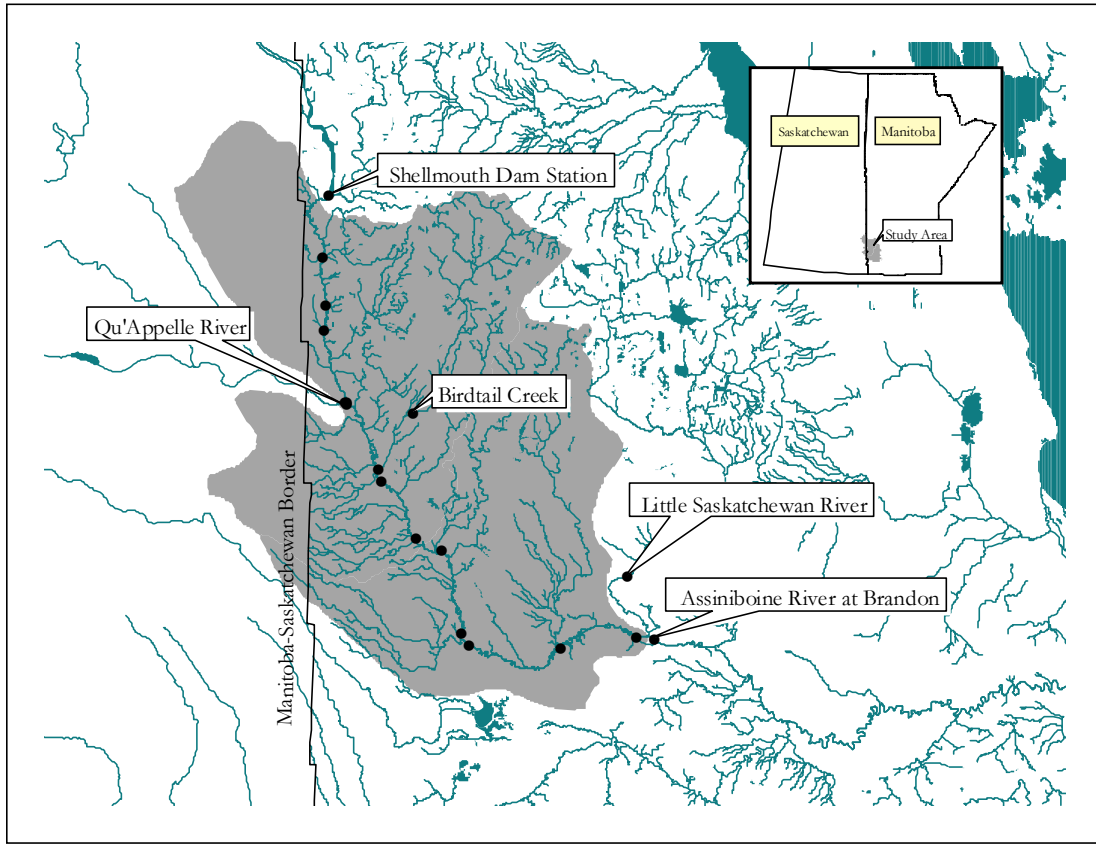 Saskatchewan
Manitoba
Study Area
Shellmouth Dam Station
Qu'Appelle River
Birdtail Creek
Little Saskatchewan River
Assiniboine River at Brandon
Manitoba-Saskatchewan Border